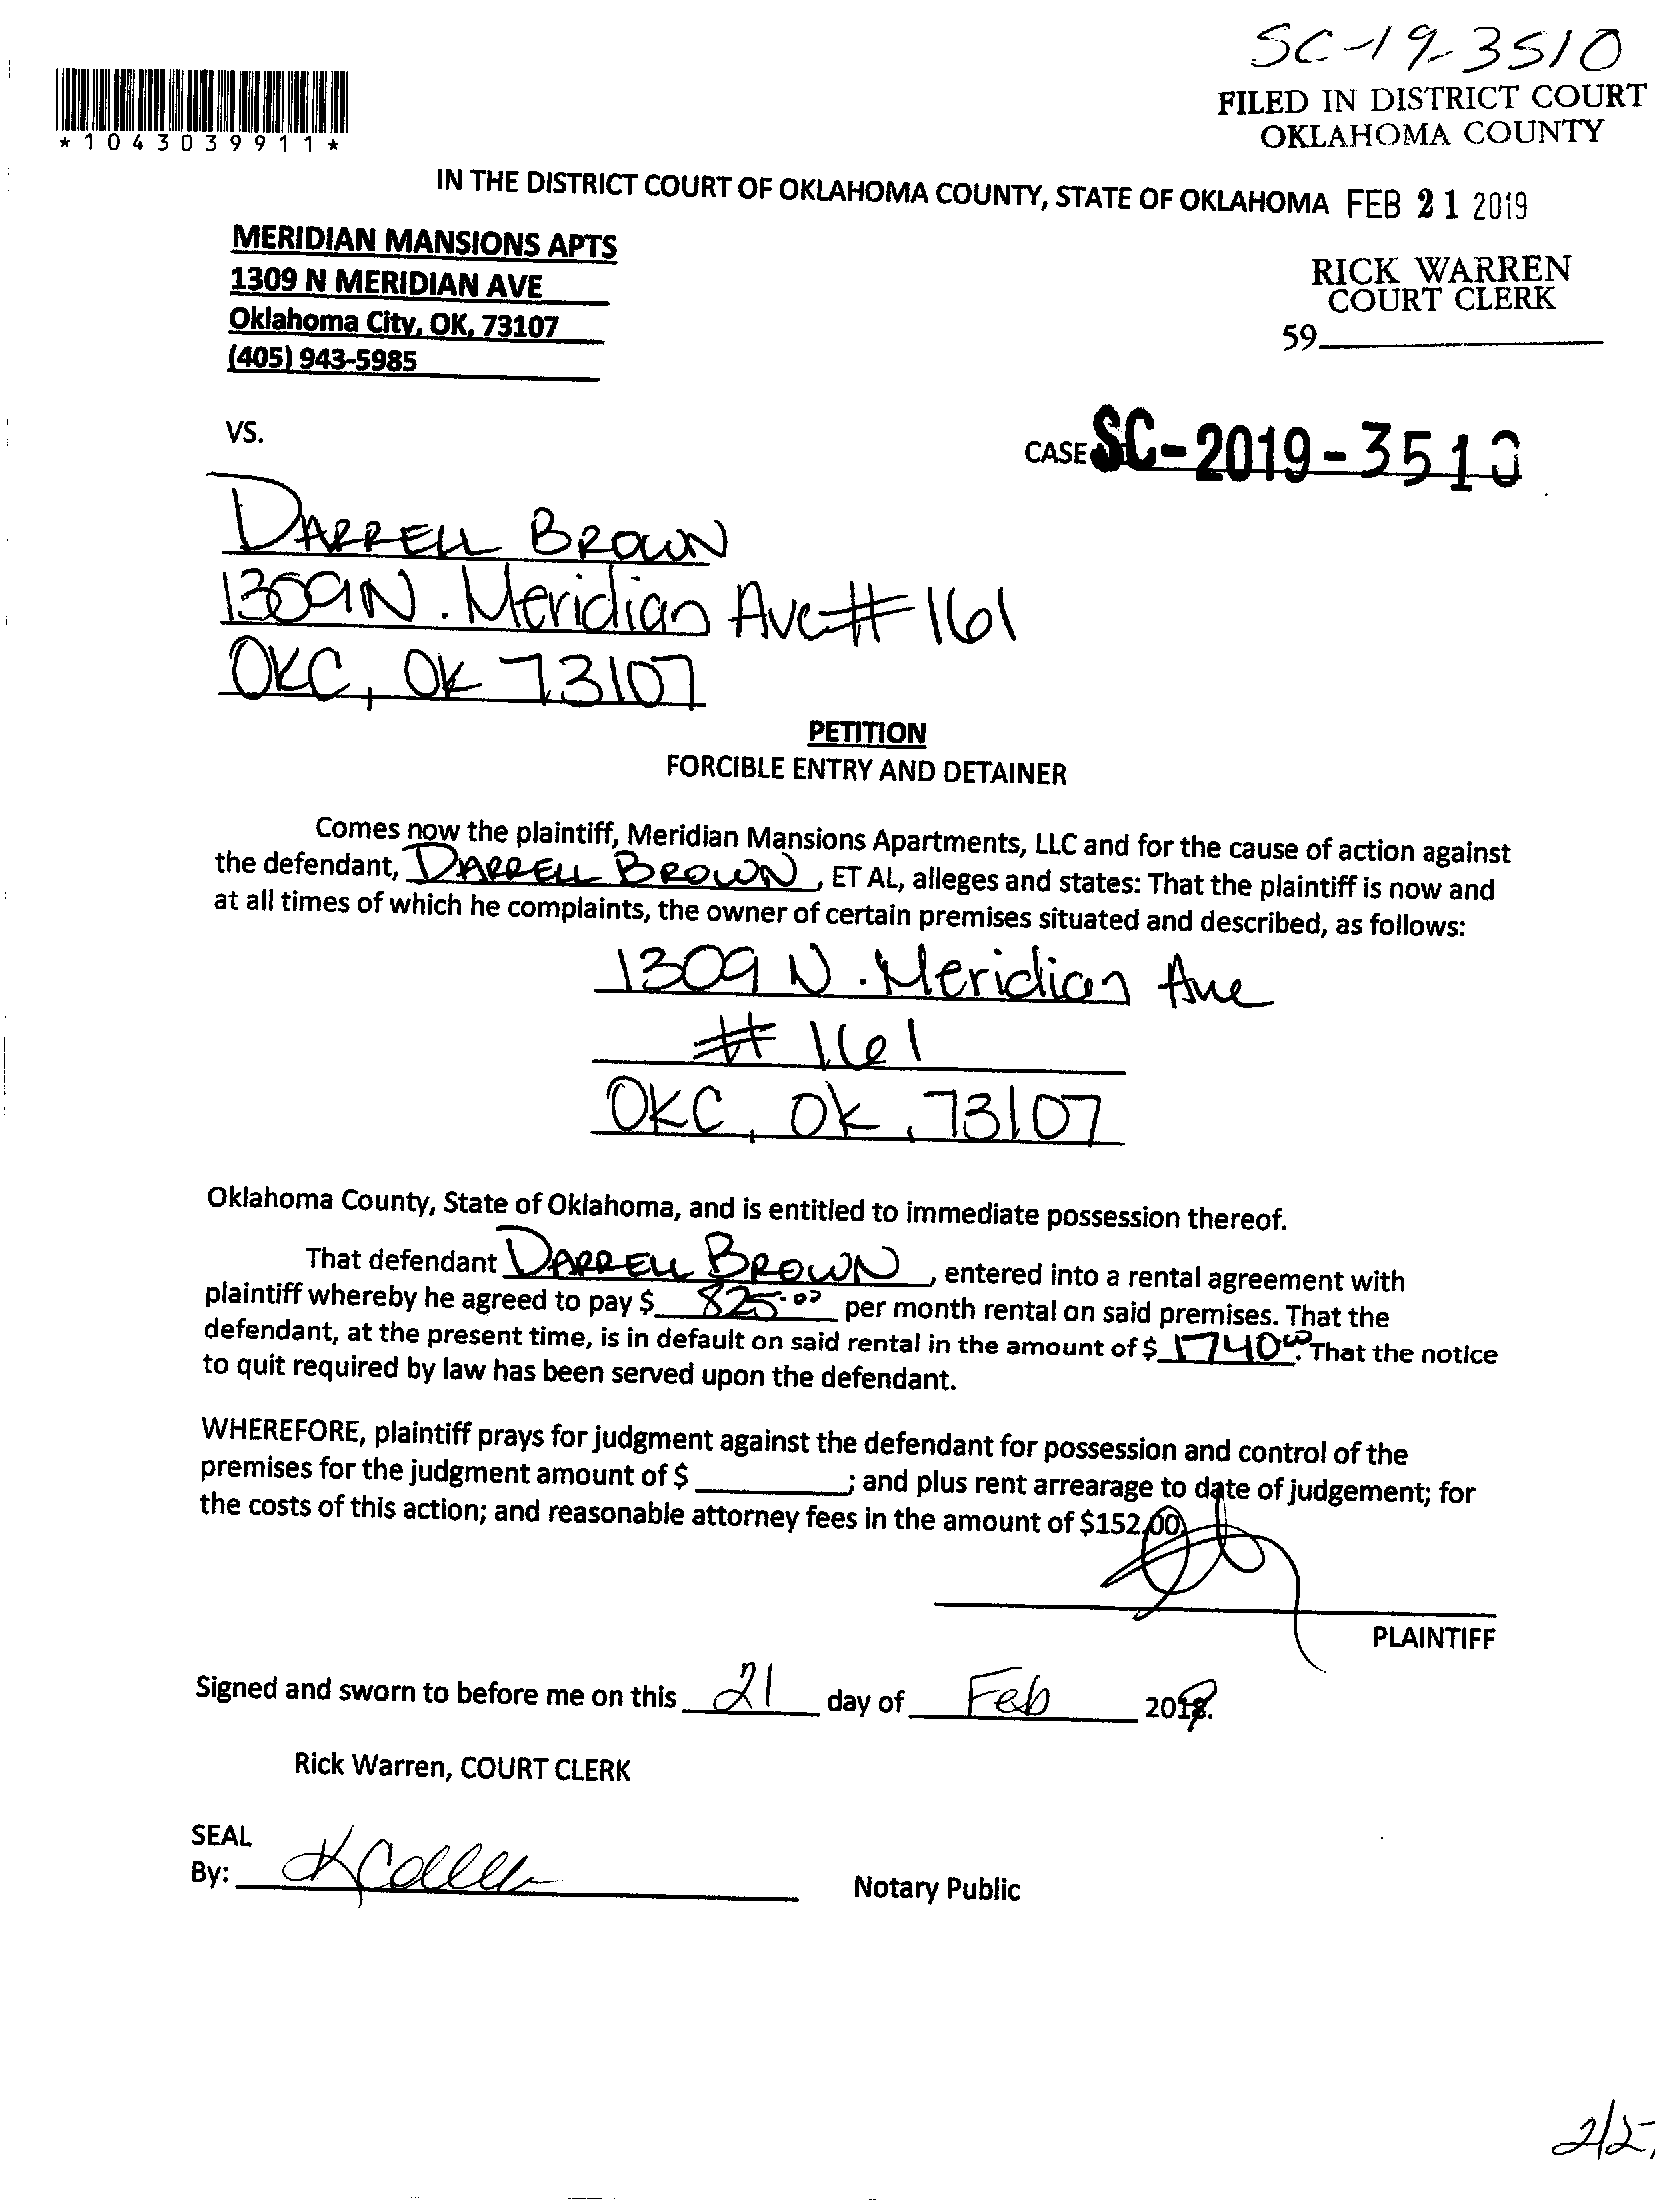 SC-19-3510
FILED IN DISTRICT COURT
OKLAHOMA COUNTY
*1043039911*
IN THE DISTRICT COURT OF OKLAHOMA COUNTY, STATE OF OKLAHOMA FEB 21 2019
MERIDIAN MANSIONS APTS
1309 N MERIDIAN AVE
Oklahoma City, OK, 73107
(405) 943-5985
RICK WARREN
COURT CLERK
59
VS.
CASE SC-2019-3510
DARRELL BROWN
1309 N. Meridian Ave # 161
OKC, OK 73107
PETITION
FORCIBLE ENTRY AND DETAINER
Comes now the plaintiff, Meridian Mansions Apartments, LLC and for the cause of action against
the defendant, DARRELL BROWN, ET AL, alleges and states: That the plaintiff is now and
at all times of which he complaints, the owner of certain premises situated and described, as follows:
1309 N. Meridian Ave
# 161
OKC, OK, 73107
Oklahoma County, State of Oklahoma, and is entitled to immediate possession thereof.
That defendant DARRELL BROWN, entered into a rental agreement with
plaintiff whereby he agreed to pay $ 825.00 per month rental on said premises. That the
defendant, at the present time, is in default on said rental in the amount of $ 1740.00. That the notice
to quit required by law has been served upon the defendant.
WHEREFORE, plaintiff prays for judgment against the defendant for possession and control of the
premises for the judgment amount of $ ; and plus rent arrearage to date of judgement; for
the costs of this action; and reasonable attorney fees in the amount of $152.00.
PLAINTIFF
Signed and sworn to before me on this 21 day of Feb 2019.
Rick Warren, COURT CLERK
SEAL
By:
Notary Public